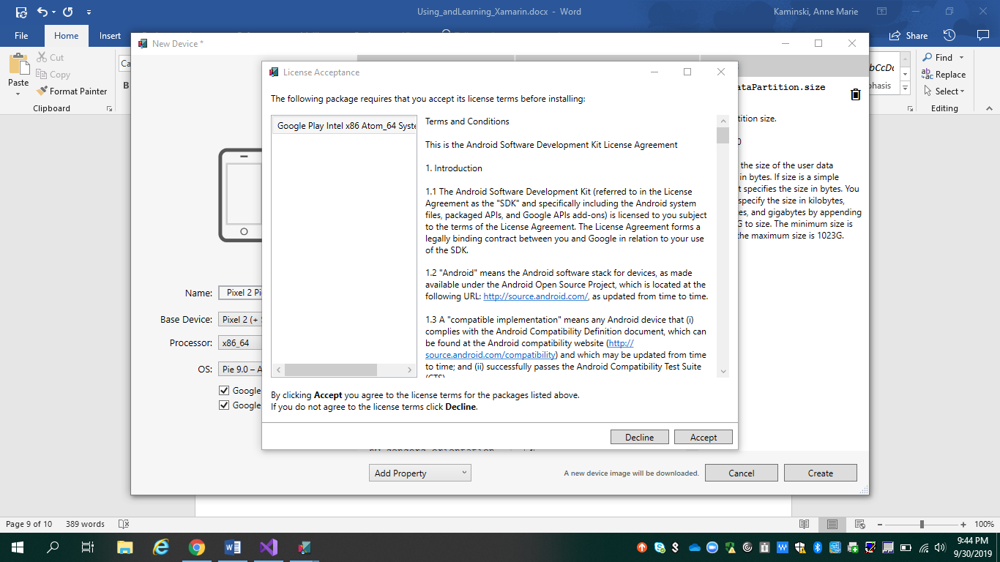 Using_andLearning_Xamarin.docx - Word
Kaminski, Anne Marie
File
Home
Insert
Share
Paste
Cut
Copy
Format Painter
Clipboard
Ca
B
Find
Replace
Select
Editing
New Device *
License Acceptance
The following package requires that you accept its license terms before installing:
Google Play Intel x86 Atom_64 Syste
Terms and Conditions
This is the Android Software Development Kit License Agreement
1. Introduction
1.1 The Android Software Development Kit (referred to in the License
Agreement as the "SDK" and specifically including the Android system
files, packaged APIs, and Google APIs add-ons) is licensed to you subject
to the terms of the License Agreement. The License Agreement forms a
legally binding contract between you and Google in relation to your use
of the SDK.
1.2 "Android" means the Android software stack for devices, as made
available under the Android Open Source Project, which is located at the
following URL: http://source.android.com/, as updated from time to time.
1.3 A "compatible implementation" means any Android device that (i)
complies with the Android Compatibility Definition document, which can
be found at the Android compatibility website (http://
source.android.com/compatibility) and which may be updated from time
to time; and (ii) successfully passes the Android Compatibility Test Suite
(CTS)
By clicking Accept you agree to the license terms for the packages listed above.
If you do not agree to the license terms click Decline.
Decline
Accept
ataPartition.size
tition size.
0
the size of the user data
in bytes. If size is a simple
t specifies the size in bytes. You
specify the size in kilobytes,
es, and gigabytes by appending
G to size. The minimum size is
the maximum size is 1023G.
Name:
Pixel 2 Pi
Base Device:
Pixel 2 (+
Processor:
x86_64
OS:
Pie 9.0 – A
Google
Google
Add Property
A new device image will be downloaded.
Cancel
Create
Page 9 of 10
389 words
100%
9:44 PM
9/30/2019